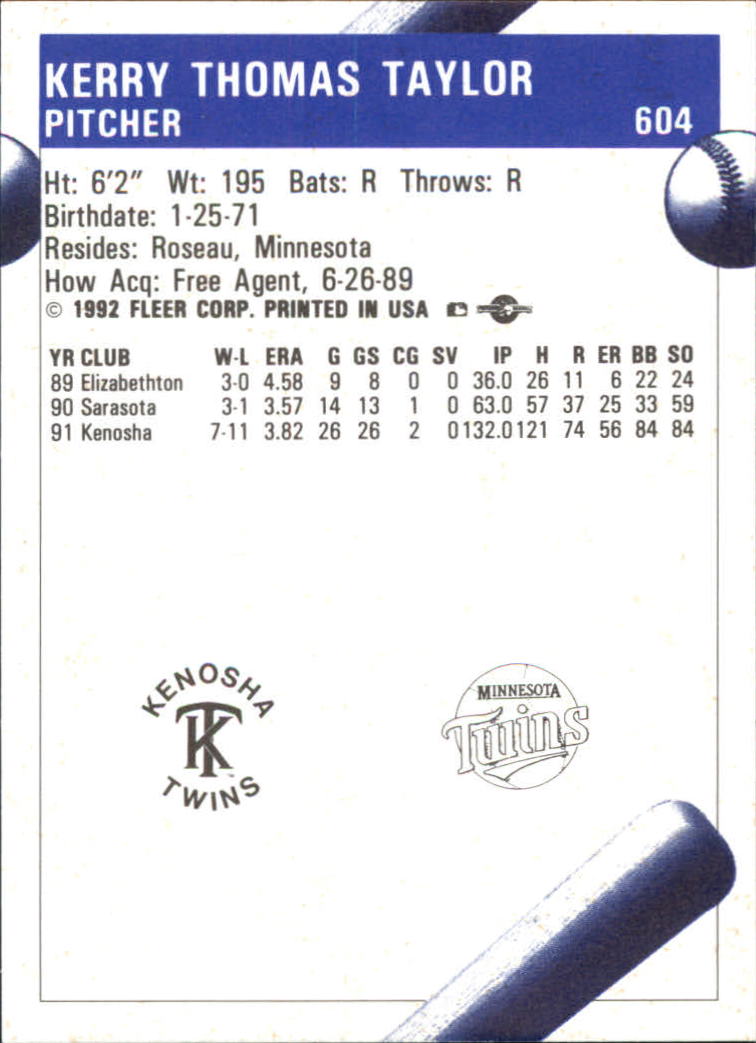 KERRY THOMAS TAYLOR
PITCHER 604
Ht: 6'2" Wt: 195 Bats: R Throws: R
Birthdate: 1-25-71
Resides: Roseau, Minnesota
How Acq: Free Agent, 6-26-89
© 1992 FLEER CORP. PRINTED IN USA
YR CLUB W-L ERA G GS CG SV IP H R ER BB SO
89 Elizabethton 3-0 4.58 9 8 0 0 36.0 26 11 6 22 24
90 Sarasota 3-1 3.57 14 13 1 0 63.0 57 37 25 33 59
91 Kenosha 7-11 3.82 26 26 2 0 132.0 121 74 56 84 84
KENOSHA
TK
TWINS
MINNESOTA
Twins